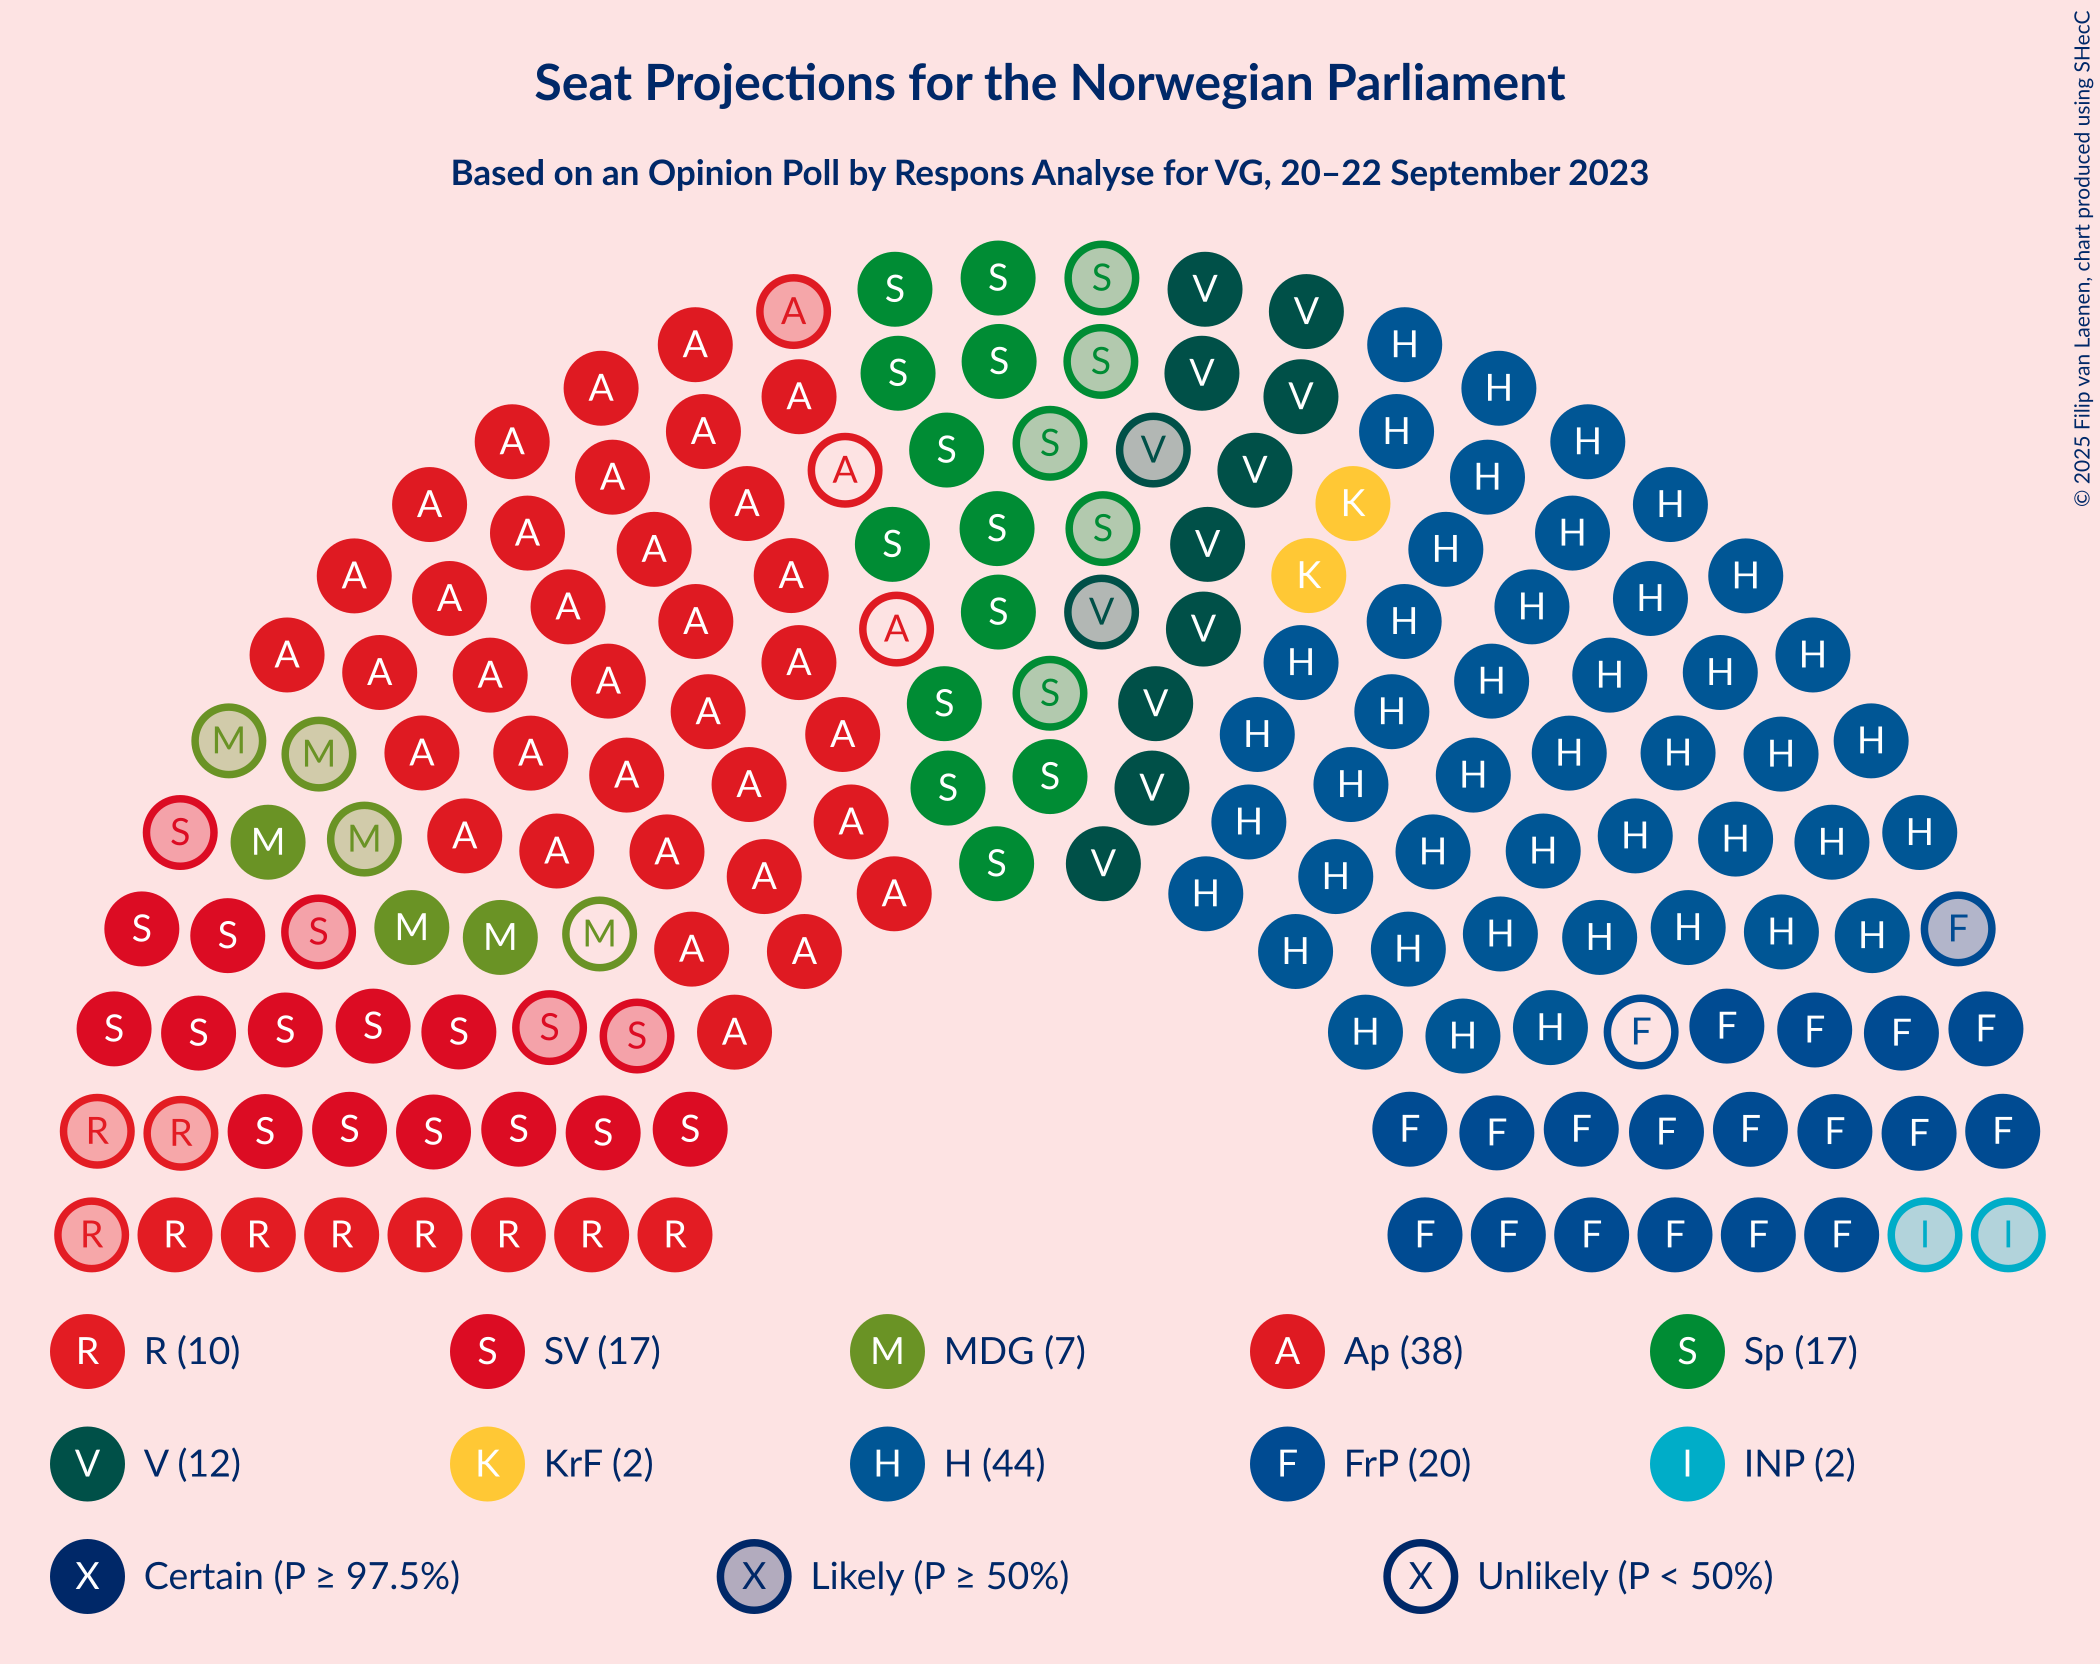 Seat Projections for the Norwegian Parliament
Based on an Opinion Poll by Respons Analyse for VG, 20–22 September 2023
© 2025 Filip van Laenen, chart produced using SHecC
S S S V V
A A H
S S S V V
A A H H
A A S S V V H H
A A A K H H
A A A S S S V H H H
A A A A K H H
A A A A S S V V H H H H
A A A A A H H H H
A A A S S V H H H H
M M A A A A A H H H H H H
S M M A A A A S S V H H H H H H
A A S V H H
S S S M M M A A A H H H H H H H F
S S S S S S S A H H H F F F F F
R R S S S S S S F F F F F F F F
R R R R R R R R F F F F F F I I
R R (10) S SV (17) M MDG (7) A Ap (38) S Sp (17)
V V (12) K KrF (2) H H (44) F FrP (20) I INP (2)
X Certain (P ≥ 97.5%) X Likely (P ≥ 50%) X Unlikely (P < 50%)